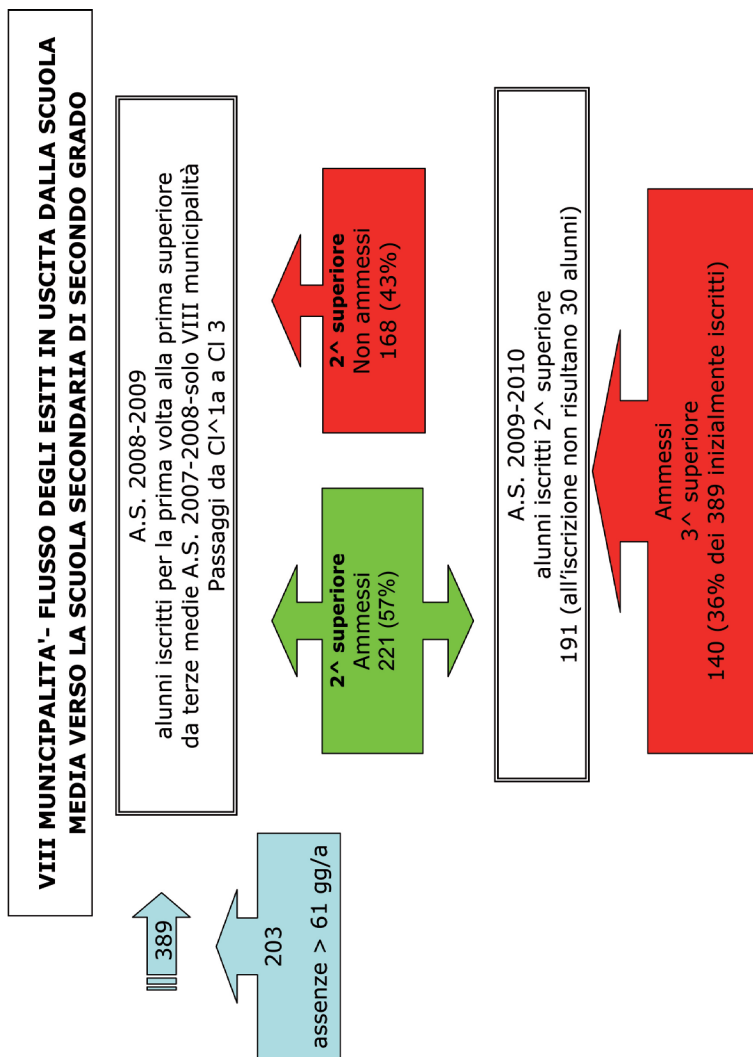 VIII MUNICIPALITA'- FLUSSO DEGLI ESITI IN USCITA DALLA SCUOLA
MEDIA VERSO LA SCUOLA SECONDARIA DI SECONDO GRADO
389
A.S. 2008-2009
alunni iscritti per la prima volta alla prima superiore
da terze medie A.S. 2007-2008-solo VIII municipalità
Passaggi da Cl^1a a Cl 3
203
assenze > 61 gg/a
2^ superiore
Ammessi
221 (57%)
2^ superiore
Non ammessi
168 (43%)
A.S. 2009-2010
alunni iscritti 2^ superiore
191 (all'iscrizione non risultano 30 alunni)
Ammessi
3^ superiore
140 (36% dei 389 inizialmente iscritti)